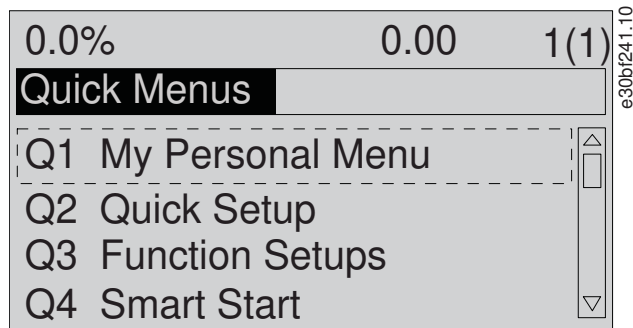 0.0% 0.00 1(1)
Quick Menus
Q1 My Personal Menu
Q2 Quick Setup
Q3 Function Setups
Q4 Smart Start
e30bf241.10